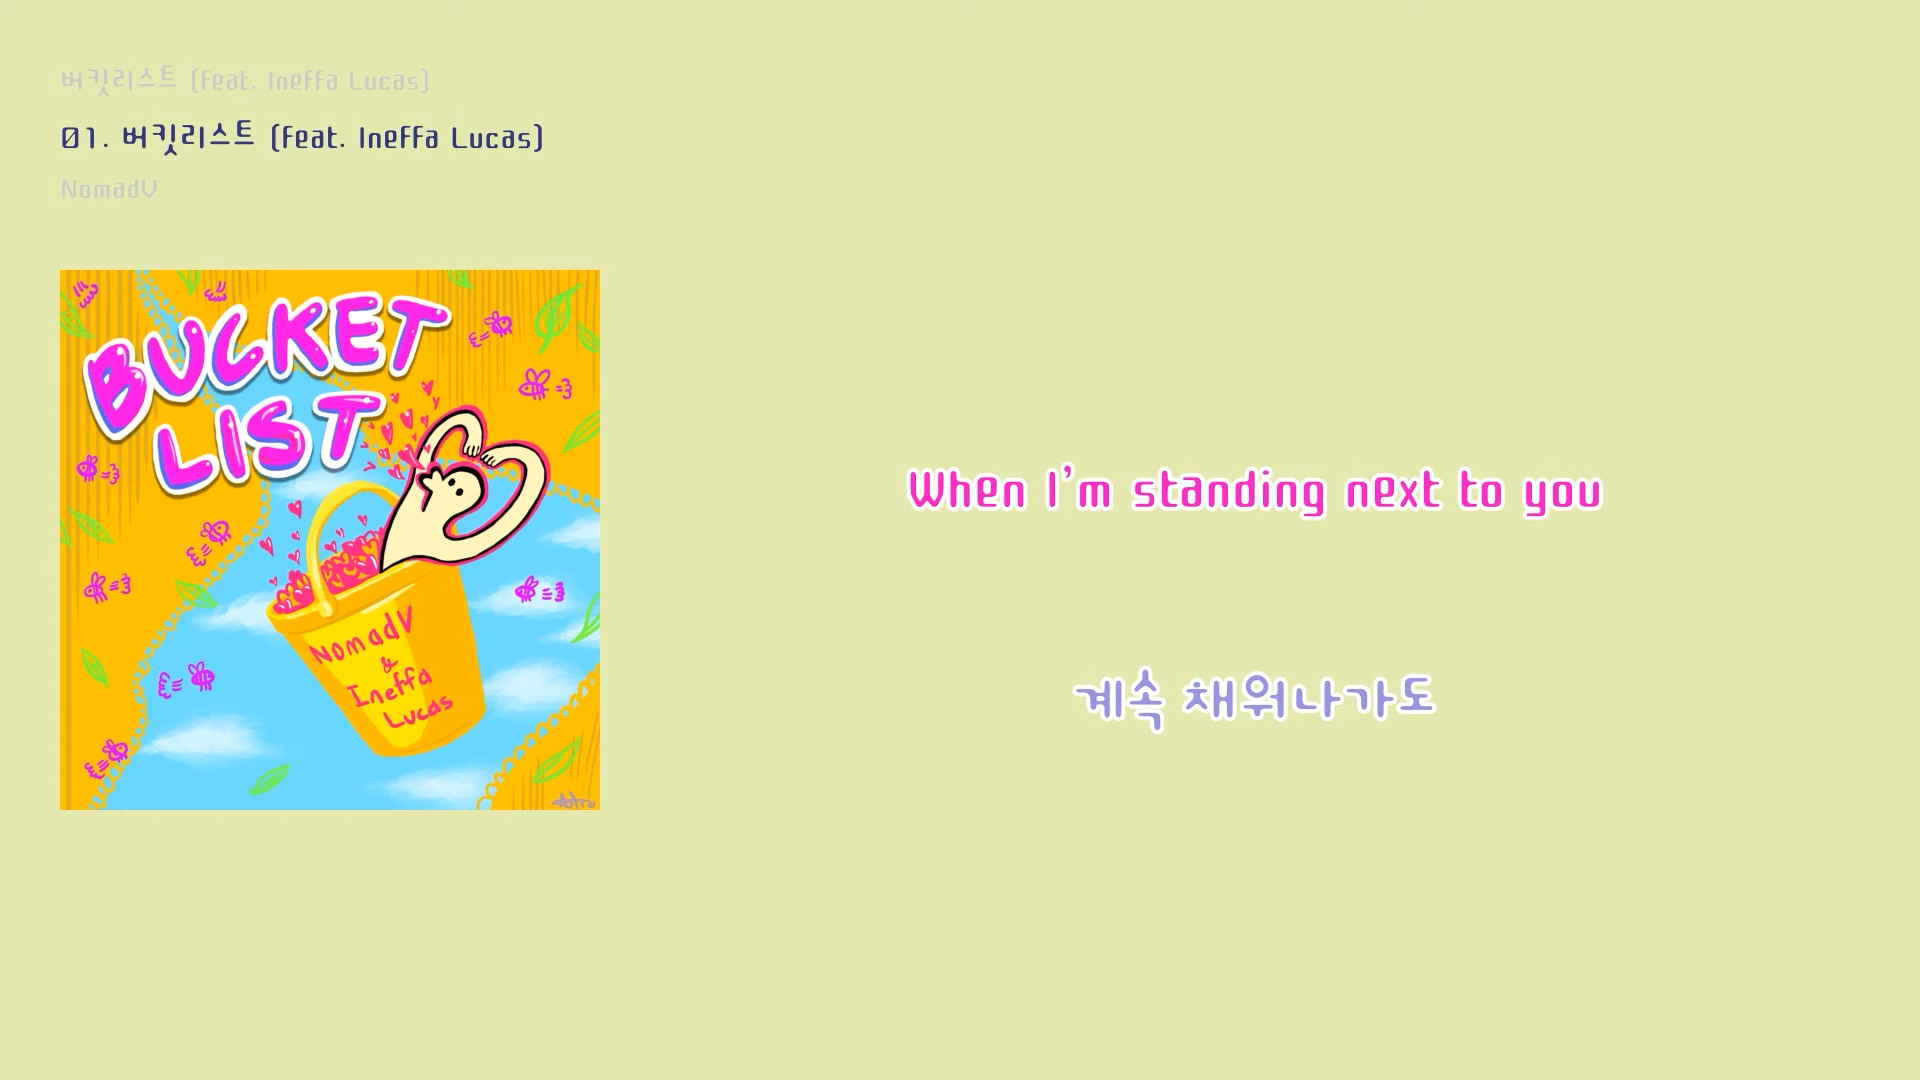 버킷리스트 (feat. Ineffa Lucas)
01. 버킷리스트 (feat. Ineffa Lucas)
NomadV
BUCKET
LIST
NomadV
&
Ineffa
Lucas
When I'm standing next to you
계속 채워나가도